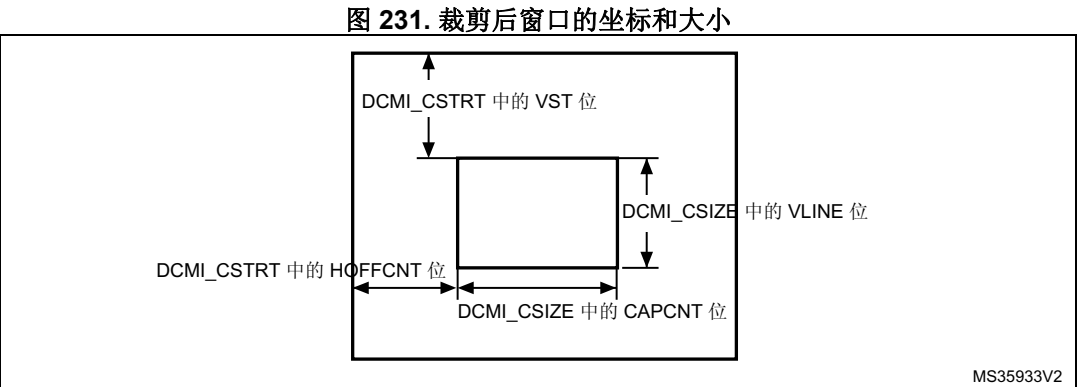 图 231. 裁剪后窗口的坐标和大小
DCMI_CSTRT 中的 VST 位
DCMI_CSIZE 中的 VLINE 位
DCMI_CSTRT 中的 HOFFCNT 位
DCMI_CSIZE 中的 CAPCNT 位
MS35933V2